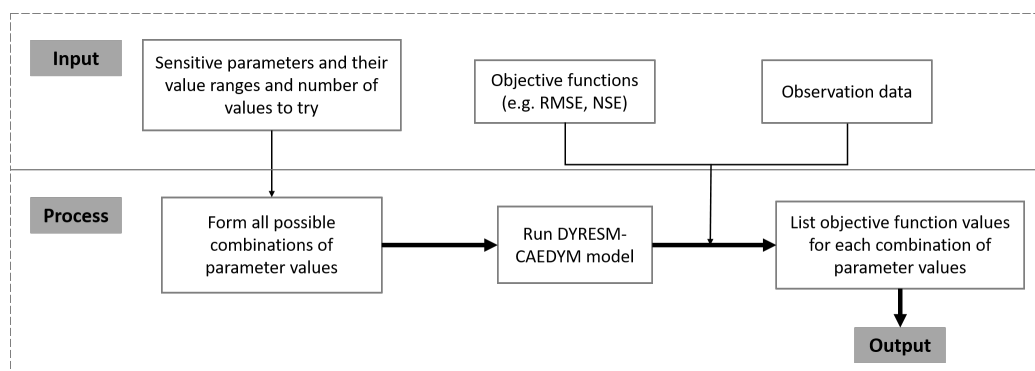 Input
Sensitive parameters and their
value ranges and number of
values to try
Objective functions
(e.g. RMSE, NSE)
Observation data
Process
Form all possible
combinations of
parameter values
Run DYRESM-
CAEDYM model
List objective function values
for each combination of
parameter values
Output